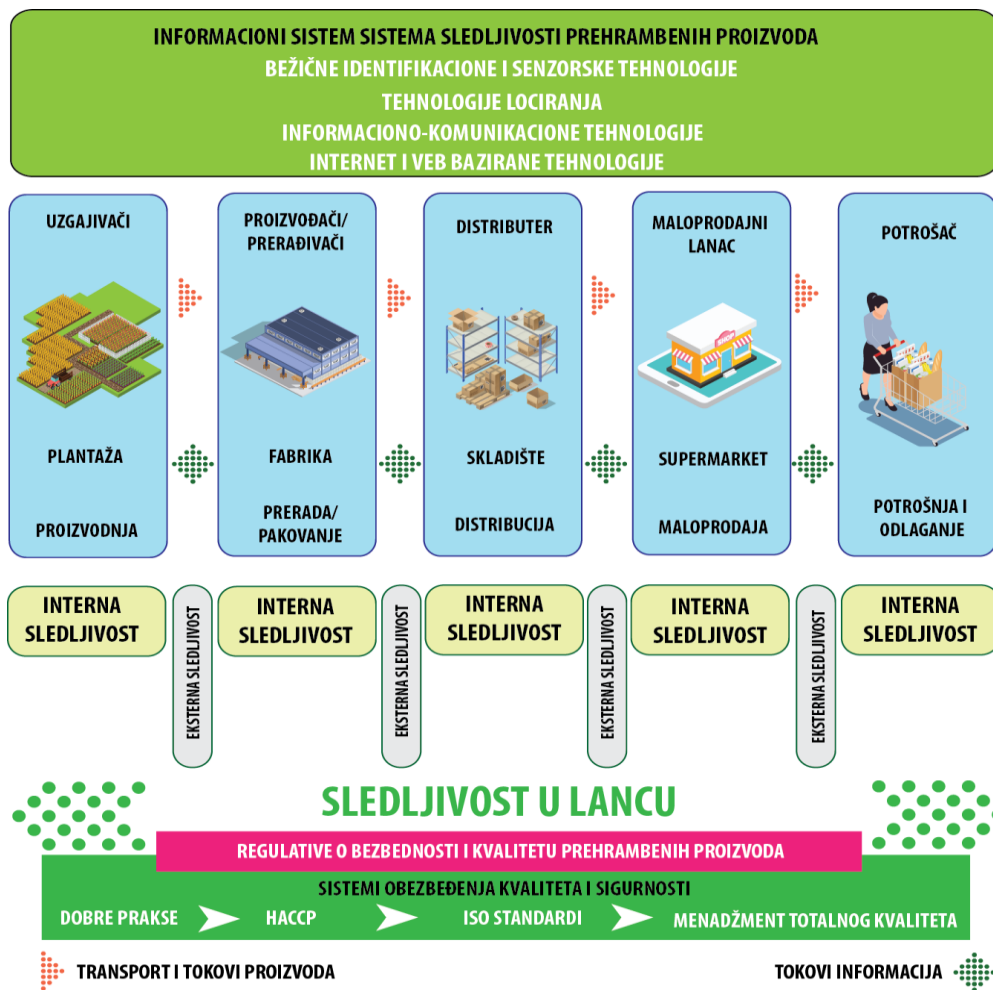 INFORMACIONI SISTEM SISTEMA SLEDLJIVOSTI PREHRAMBENIH PROIZVODA
BEŽIČNE IDENTIFIKACIONE I SENZORSKE TEHNOLOGIJE
TEHNOLOGIJE LOCIRANJA
INFORMACIONO-KOMUNIKACIONE TEHNOLOGIJE
INTERNET I VEB BAZIRANE TEHNOLOGIJE
UZGAJIVAČI
PLANTAŽA
PROIZVODNJA
PROIZVOĐAČI/
PRERAĐIVAČI
FABRIKA
PRERADA/
PAKOVANJE
DISTRIBUTER
SKLADIŠTE
DISTRIBUCIJA
MALOPRODAJNI
LANAC
SUPERMARKET
MALOPRODAJA
POTROŠAČ
POTROŠNJA I
ODLAGANJE
INTERNA
SLEDLJIVOST
EKSTERNA SLEDLJIVOST
INTERNA
SLEDLJIVOST
EKSTERNA SLEDLJIVOST
INTERNA
SLEDLJIVOST
EKSTERNA SLEDLJIVOST
INTERNA
SLEDLJIVOST
EKSTERNA SLEDLJIVOST
INTERNA
SLEDLJIVOST
SLEDLJIVOST U LANCU
REGULATIVE O BEZBEDNOSTI I KVALITETU PREHRAMBENIH PROIZVODA
SISTEMI OBEZBEĐENJA KVALITETA I SIGURNOSTI
DOBRE PRAKSE
HACCP
ISO STANDARDI
MENADŽMENT TOTALNOG KVALITETA
TRANSPORT I TOKOVI PROIZVODA
TOKOVI INFORMACIJA